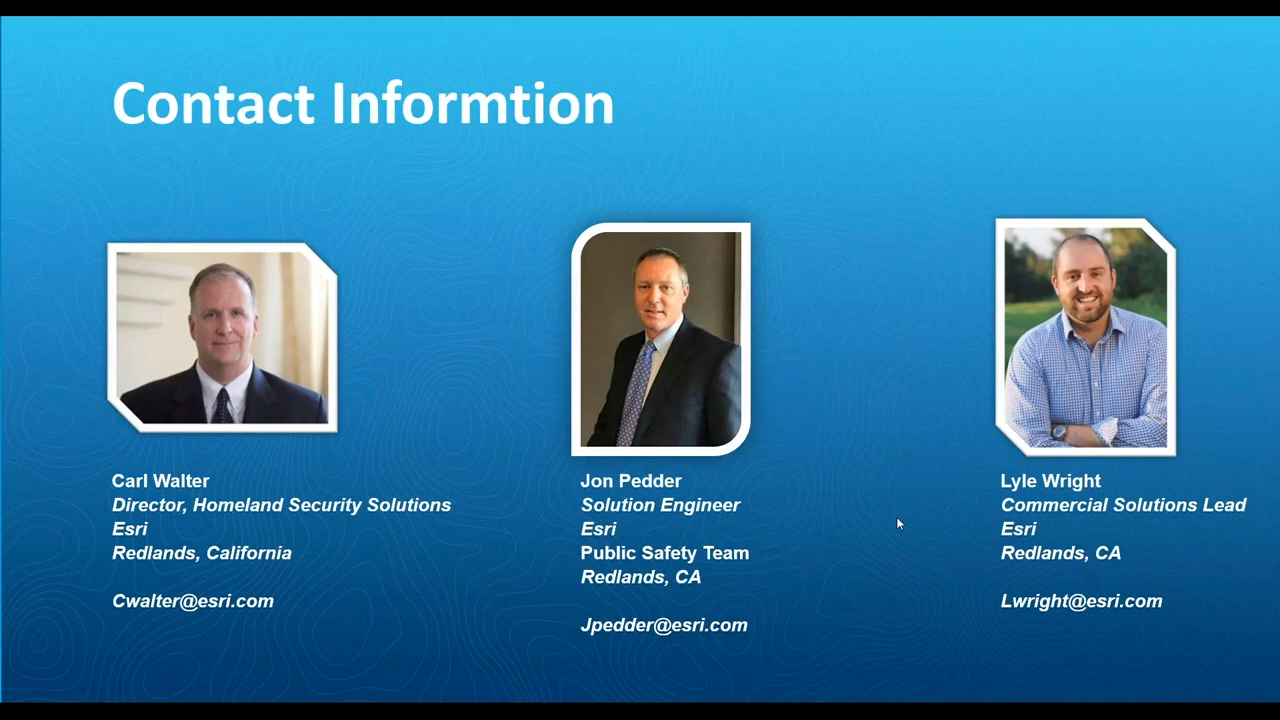 Contact Informtion
Carl Walter
Director, Homeland Security Solutions
Esri
Redlands, California
Cwalter@esri.com
Jon Pedder
Solution Engineer
Esri
Public Safety Team
Redlands, CA
Jpedder@esri.com
Lyle Wright
Commercial Solutions Lead
Esri
Redlands, CA
Lwright@esri.com